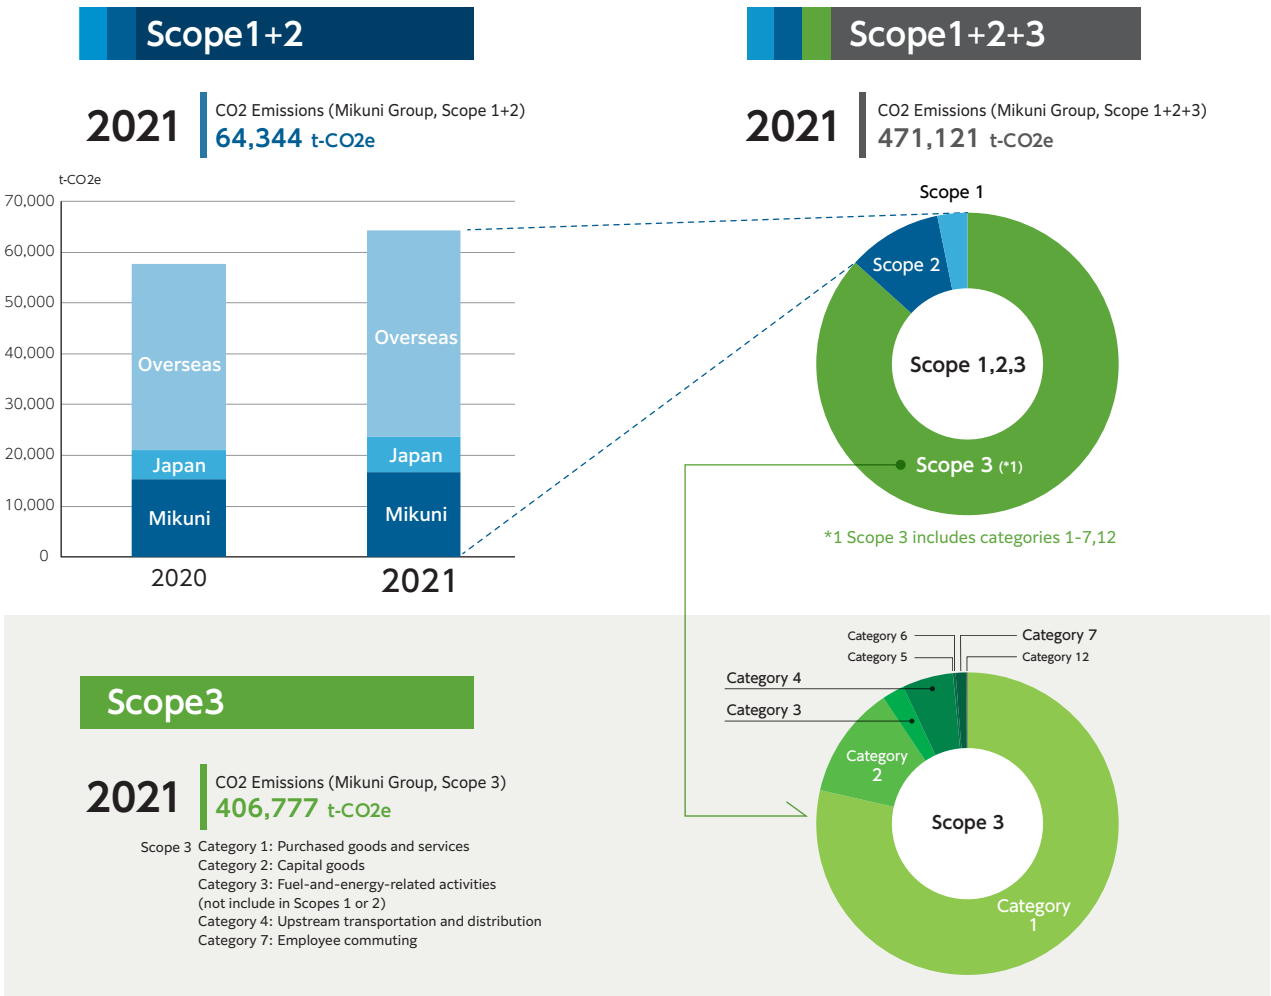 Scope1+2
2021
CO2 Emissions (Mikuni Group, Scope 1+2)
64,344 t-CO2e
t-CO2e
70,000
60,000
50,000
40,000
30,000
20,000
10,000
0
Overseas
Japan
Mikuni
2020
Overseas
Japan
Mikuni
2021
Scope1+2+3
2021
CO2 Emissions (Mikuni Group, Scope 1+2+3)
471,121 t-CO2e
Scope 1
Scope 2
Scope 1,2,3
Scope 3 (*1)
*1 Scope 3 includes categories 1-7,12
Scope3
2021
CO2 Emissions (Mikuni Group, Scope 3)
406,777 t-CO2e
Scope 3 Category 1: Purchased goods and services
Category 2: Capital goods
Category 3: Fuel-and-energy-related activities
(not include in Scopes 1 or 2)
Category 4: Upstream transportation and distribution
Category 7: Employee commuting
Category 6
Category 7
Category 5
Category 12
Category 4
Category 3
Category
2
Scope 3
Category
1